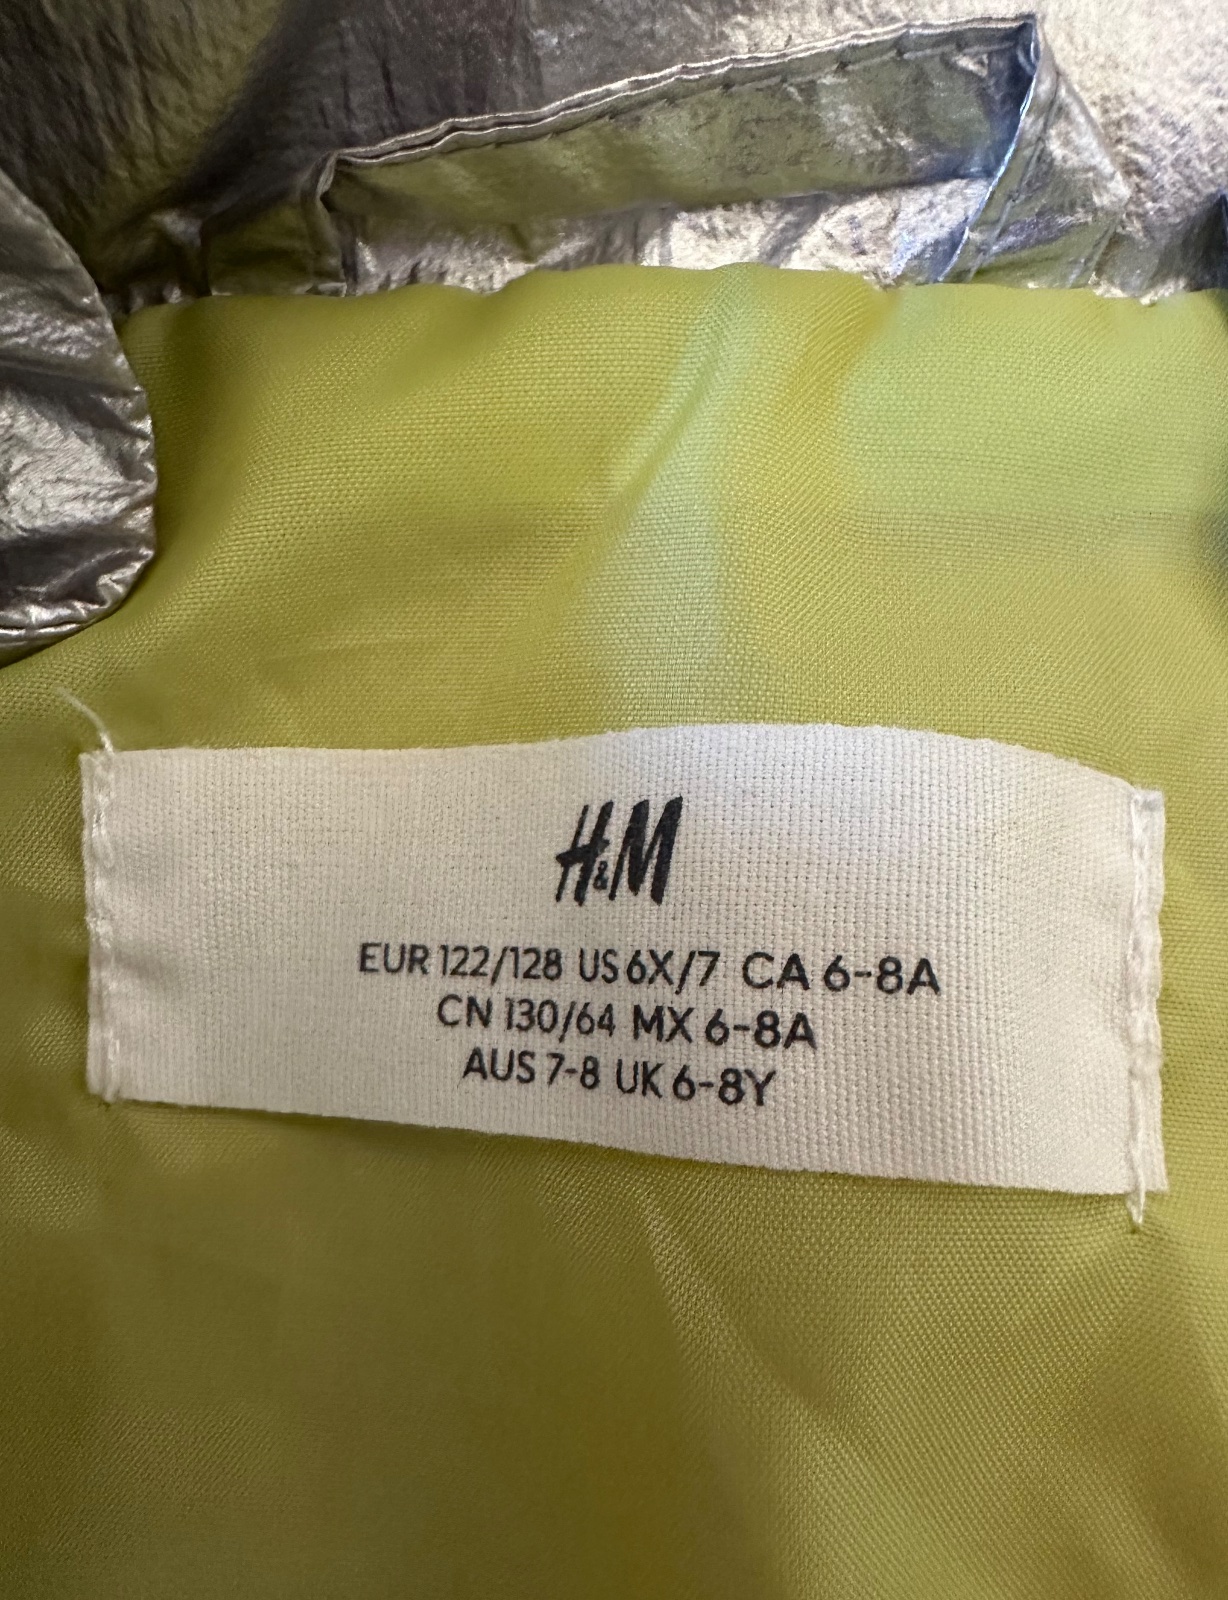 H&M
EUR 122/128 US 6X/7 CA 6-8A
CN 130/64 MX 6-8A
AUS 7-8 UK 6-8Y